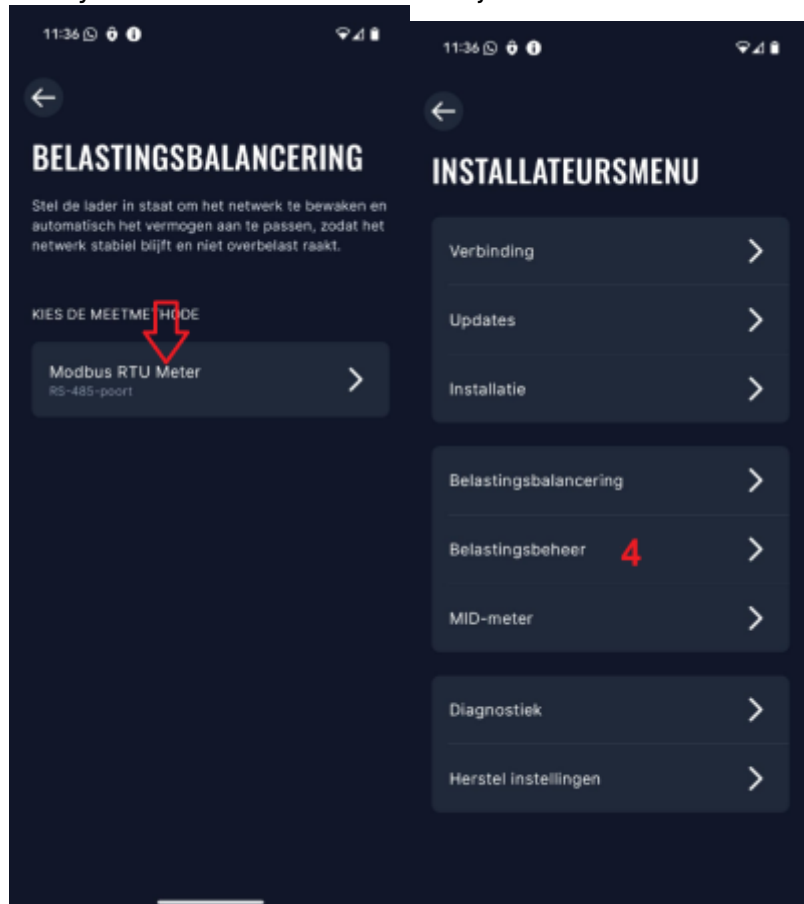 11:36
BELASTINGSBALANCERING
Stel de lader in staat om het netwerk te bewaken en
automatisch het vermogen aan te passen, zodat het
netwerk stabiel blijft en niet overbelast raakt.
KIES DE MEETMETHODE
Modbus RTU Meter
RS-485-poort
11:36
INSTALLATEURSMENU
Verbinding
Updates
Installatie
Belastingsbalancering
Belastingsbeheer 4
MID-meter
Diagnostiek
Herstel instellingen